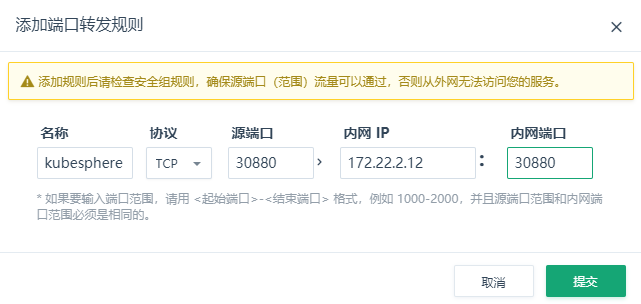 添加端口转发规则
添加规则后请检查安全组规则，确保源端口（范围）流量可以通过，否则从外网无法访问您的服务。
名称 协议 源端口 内网 IP 内网端口
kubesphere TCP 30880 › 172.22.2.12 : 30880
* 如果要输入端口范围，请用 <起始端口>-<结束端口> 格式，例如 1000-2000，并且源端口范围和内网端
口范围必须是相同的。
取消 提交